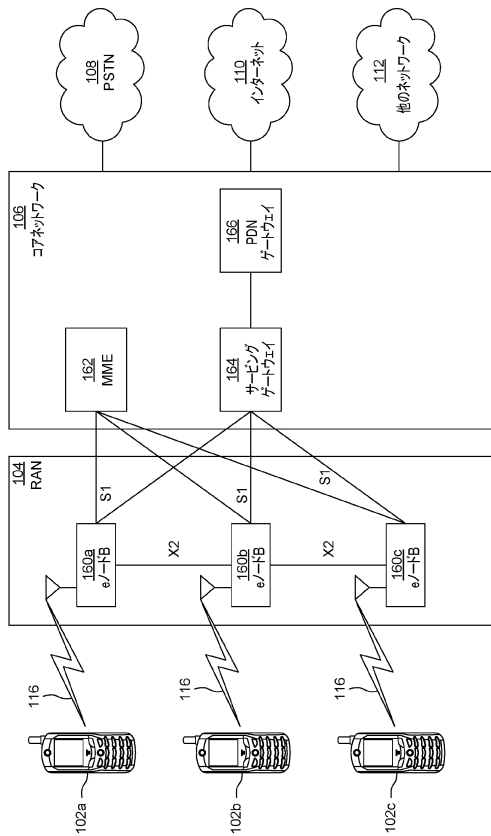 108
PSTN
110
インターネット
112
他のネットワーク
106
コアネットワーク
166
PDN
ゲートウェイ
162
MME
164
サービング
ゲートウェイ
104
RAN
S1
S1
S1
160a
eノードB
X2
160b
eノードB
X2
160c
eノードB
116
116
116
102a
102b
102c